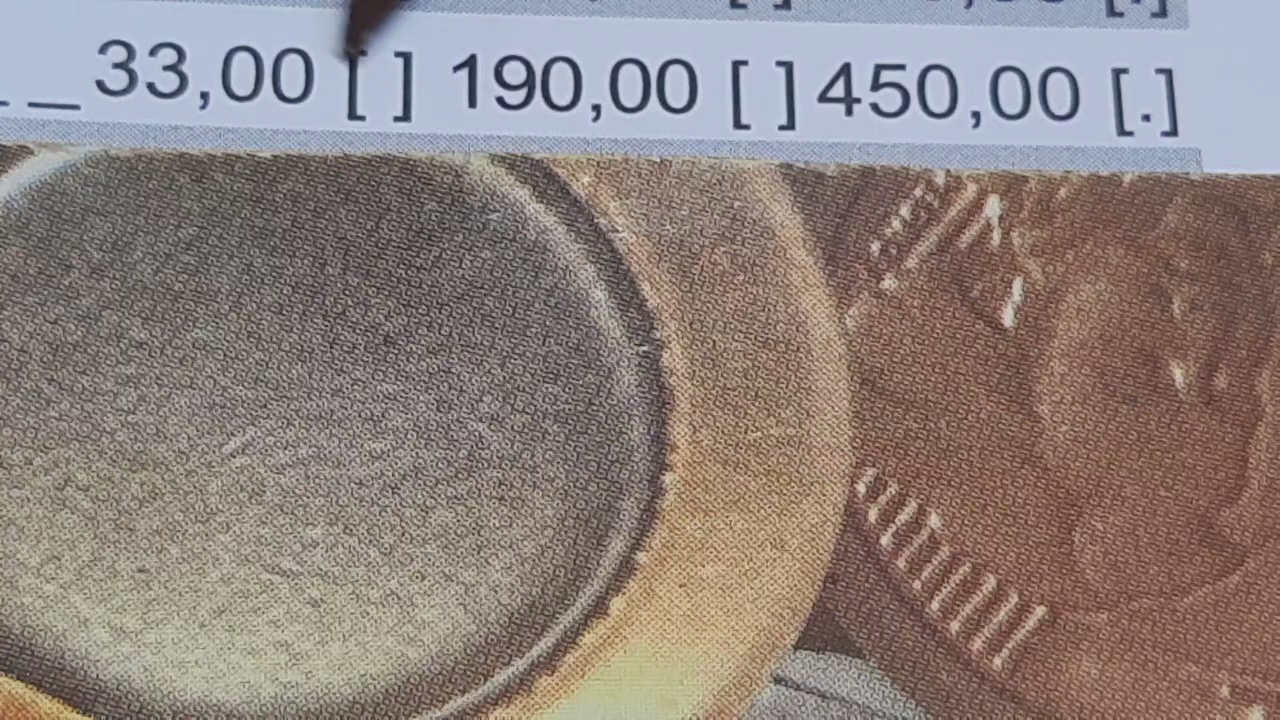 _ 33,00 [ ] 190,00 [ ] 450,00 [.]